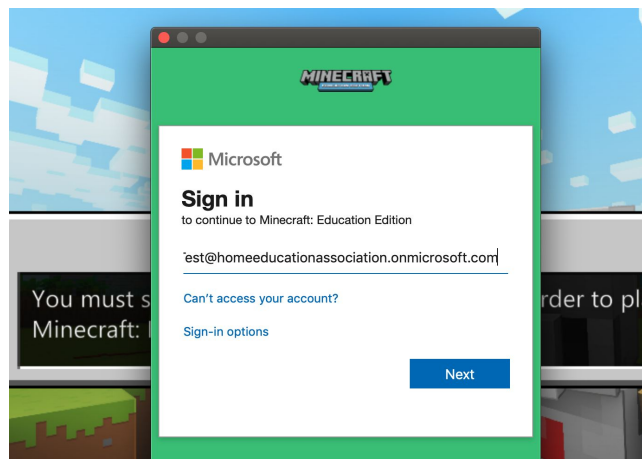 MINECRAFT
Microsoft
Sign in
to continue to Minecraft: Education Edition
est@homeeducationassociation.onmicrosoft.com
Can't access your account?
Sign-in options
Next
You must s
rder to pl
Minecraft: